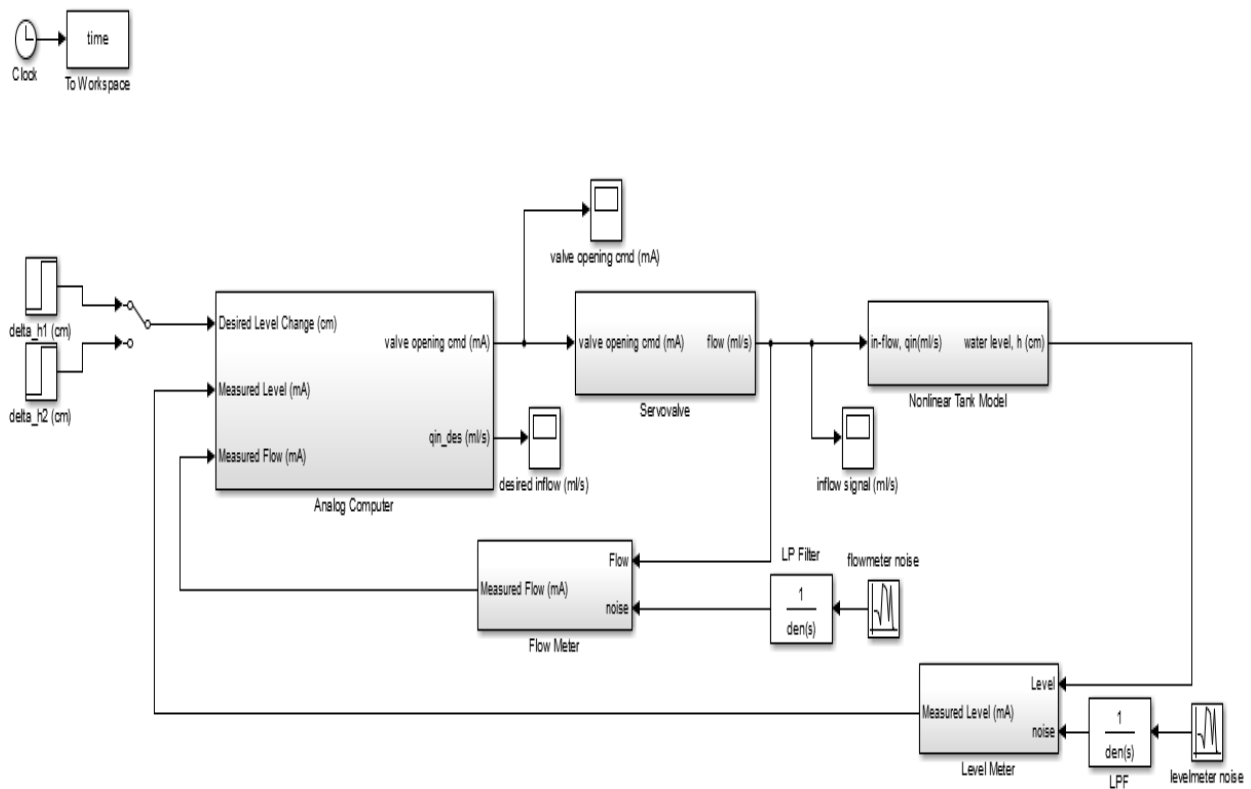 time
Clock
To Workspace
valve opening cmd (mA)
delta_h1 (cm)
delta_h2 (cm)
Desired Level Change (cm)
Measured Level (mA)
Measured Flow (mA)
valve opening cmd (mA)
qin_des (ml/s)
Analog Computer
desired inflow (ml/s)
valve opening cmd (mA)
flow (ml/s)
Servovalve
in-flow, qin(ml/s)
water level, h (cm)
Nonlinear Tank Model
inflow signal (ml/s)
Flow
Measured Flow (mA)
noise
Flow Meter
LP Filter
1
den(s)
flowmeter noise
Level
Measured Level (mA)
noise
Level Meter
1
den(s)
LPF
levelmeter noise